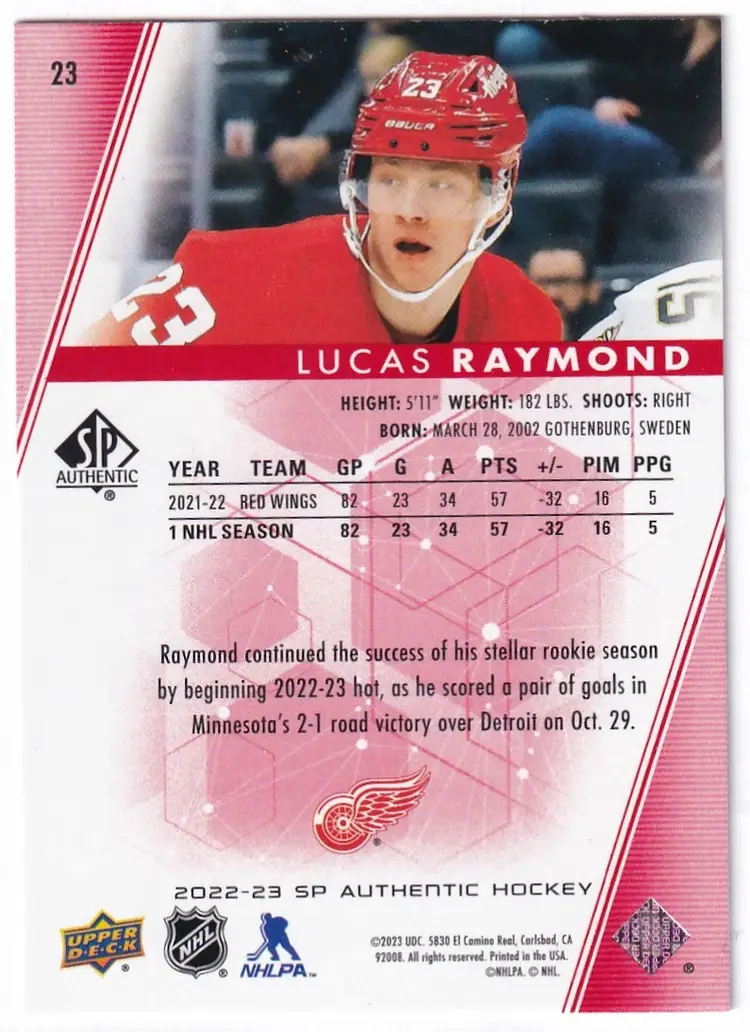 23
23
BAUER
23
15
LUCAS RAYMOND
HEIGHT: 5'11" WEIGHT: 182 LBS. SHOOTS: RIGHT
BORN: MARCH 28, 2002 GOTHENBURG, SWEDEN
SP
AUTHENTIC
®
YEAR TEAM GP G A PTS +/- PIM PPG
2021-22 RED WINGS 82 23 34 57 -32 16 5
1 NHL SEASON 82 23 34 57 -32 16 5
Raymond continued the success of his stellar rookie season
by beginning 2022-23 hot, as he scored a pair of goals in
Minnesota's 2-1 road victory over Detroit on Oct. 29.
®
2022-23 SP AUTHENTIC HOCKEY
UPPER
D·E·C·K
®
NHL
®
NHLPA™
©2023 UDC. 5830 El Camino Real, Carlsbad, CA
92008. All rights reserved. Printed in the USA.
©NHLPA. © NHL.
UPPER DECK
®